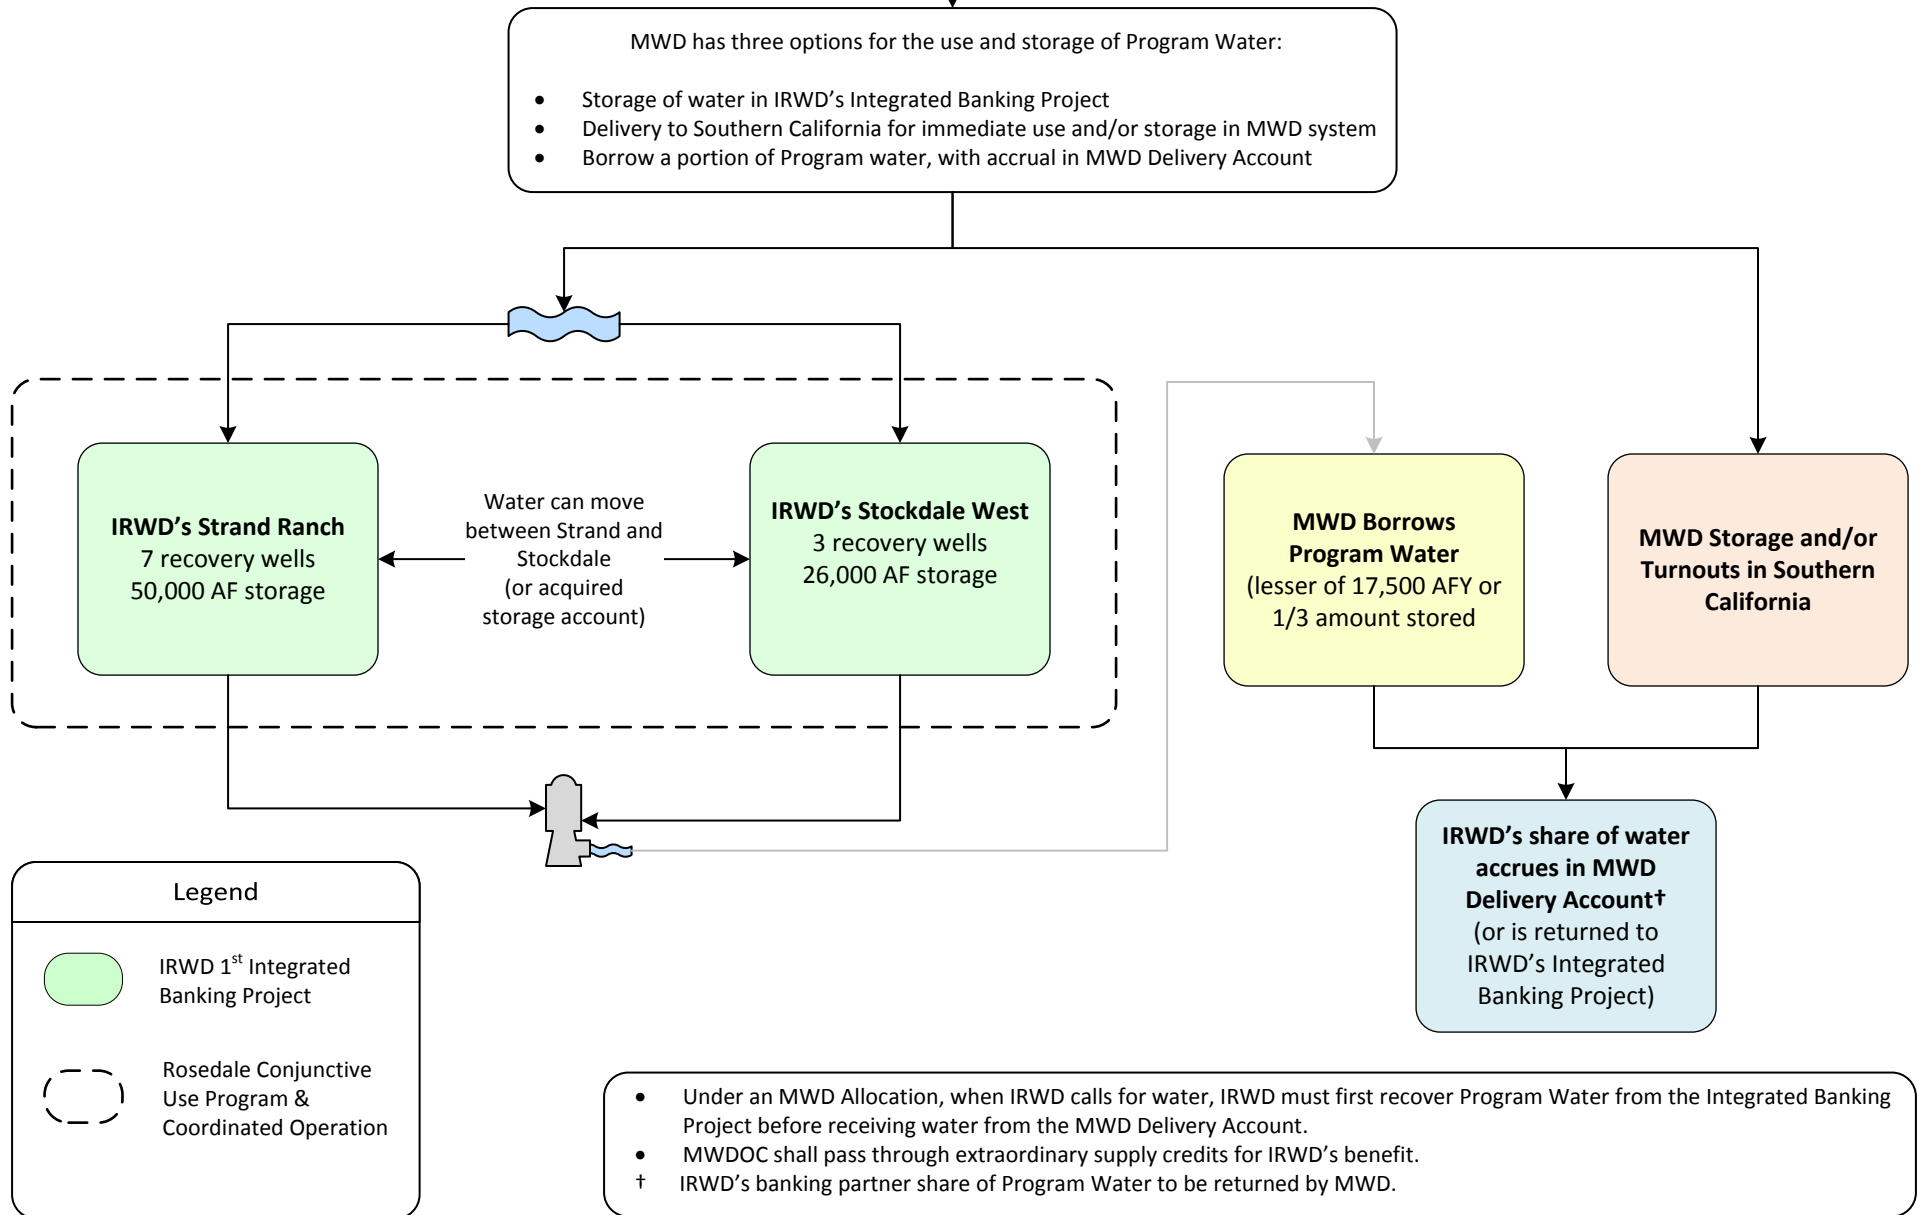 MWD has three options for the use and storage of Program Water:
• Storage of water in IRWD's Integrated Banking Project
• Delivery to Southern California for immediate use and/or storage in MWD system
• Borrow a portion of Program water, with accrual in MWD Delivery Account
IRWD's Strand Ranch
7 recovery wells
50,000 AF storage
Water can move
between Strand and
Stockdale
(or acquired
storage account)
IRWD's Stockdale West
3 recovery wells
26,000 AF storage
MWD Borrows
Program Water
(lesser of 17,500 AFY or
1/3 amount stored
MWD Storage and/or
Turnouts in Southern
California
IRWD's share of water
accrues in MWD
Delivery Account†
(or is returned to
IRWD's Integrated
Banking Project)
Legend
IRWD 1st Integrated
Banking Project
Rosedale Conjunctive
Use Program &
Coordinated Operation
• Under an MWD Allocation, when IRWD calls for water, IRWD must first recover Program Water from the Integrated Banking
Project before receiving water from the MWD Delivery Account.
• MWDOC shall pass through extraordinary supply credits for IRWD's benefit.
† IRWD's banking partner share of Program Water to be returned by MWD.